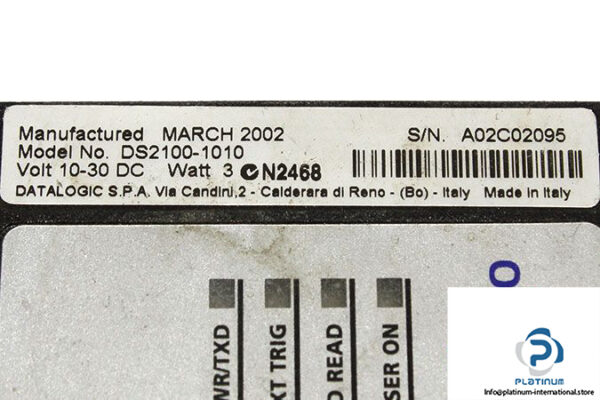 Manufactured MARCH 2002 S/N. A02C02095
Model No. DS2100-1010
Volt 10-30 DC Watt 3 N2468
DATALOGIC S.P.A. Via Candini,2 - Calderara di Reno - (Bo) - Italy Made in Italy
WR/TXD
XT TRIG
D READ
SER ON
PLATINUM
info@platinum-international.store